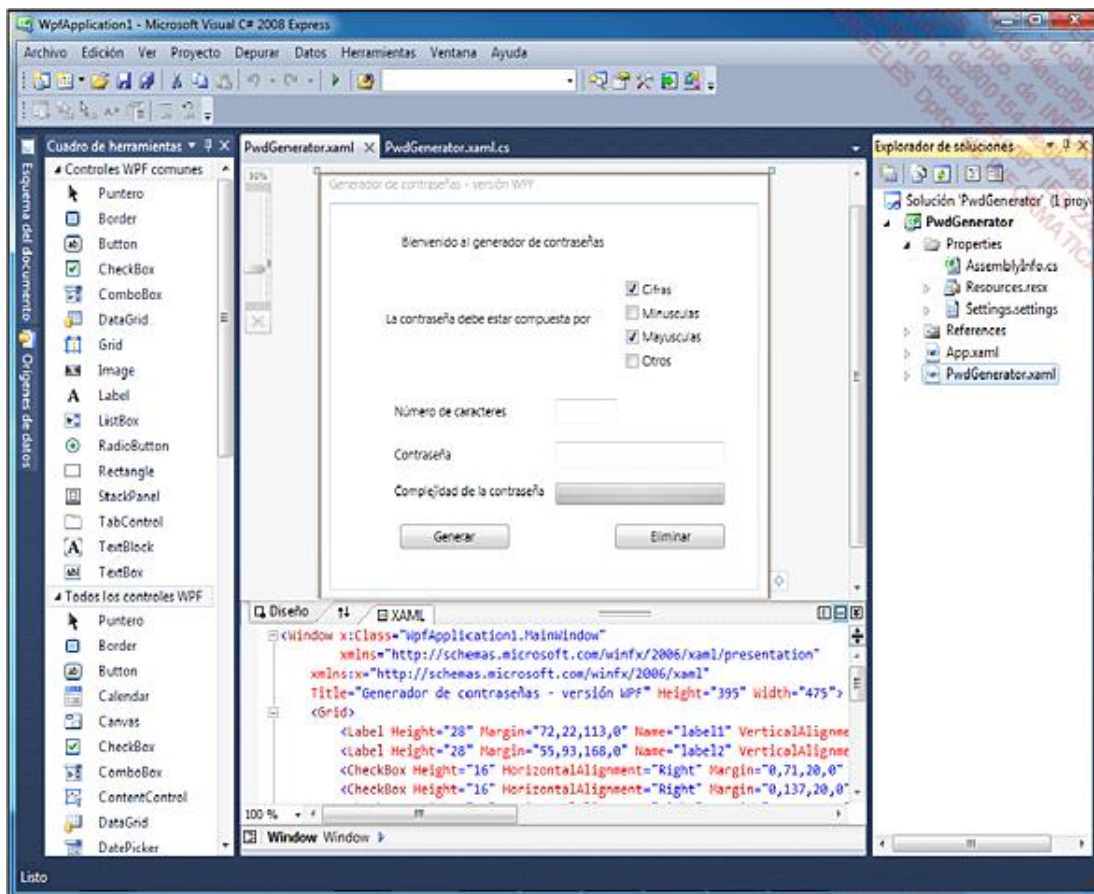 WpfApplication1 - Microsoft Visual C# 2008 Express
Archivo Edición Ver Proyecto Depurar Datos Herramientas Ventana Ayuda
Esquema del documento
Orígenes de datos
Cuadro de herramientas
Controles WPF comunes
Puntero
Border
Button
CheckBox
ComboBox
DataGrid
Grid
Image
Label
ListBox
RadioButton
Rectangle
StackPanel
TabControl
TextBlock
TextBox
Todos los controles WPF
Puntero
Border
Button
Calendar
Canvas
CheckBox
ComboBox
ContentControl
DataGrid
DatePicker
PwdGenerator.xaml PwdGenerator.xaml.cs
Generador de contraseñas - versión WPF
Bienvenido al generador de contraseñas
La contraseña debe estar compuesta por
Cifras
Minusculas
Mayusculas
Otros
Número de caracteres
Contraseña
Complejidad de la contraseña
Generar Eliminar
Diseño XAML
<Window x:Class="WpfApplication1.MainWindow"
xmlns="http://schemas.microsoft.com/winfx/2006/xaml/presentation"
xmlns:x="http://schemas.microsoft.com/winfx/2006/xaml"
Title="Generador de contraseñas - versión WPF" Height="395" Width="475">
<Grid>
<Label Height="28" Margin="72,22,113,0" Name="label1" VerticalAlignme
<Label Height="28" Margin="55,93,168,0" Name="label2" VerticalAlignme
<CheckBox Height="16" HorizontalAlignment="Right" Margin="0,71,20,0"
<CheckBox Height="16" HorizontalAlignment="Right" Margin="0,137,20,0"
100 %
Window Window
Explorador de soluciones
Solución 'PwdGenerator' (1 proye
PwdGenerator
Properties
AssemblyInfo.cs
Resources.resx
Settings.settings
References
App.xaml
PwdGenerator.xaml
Listo